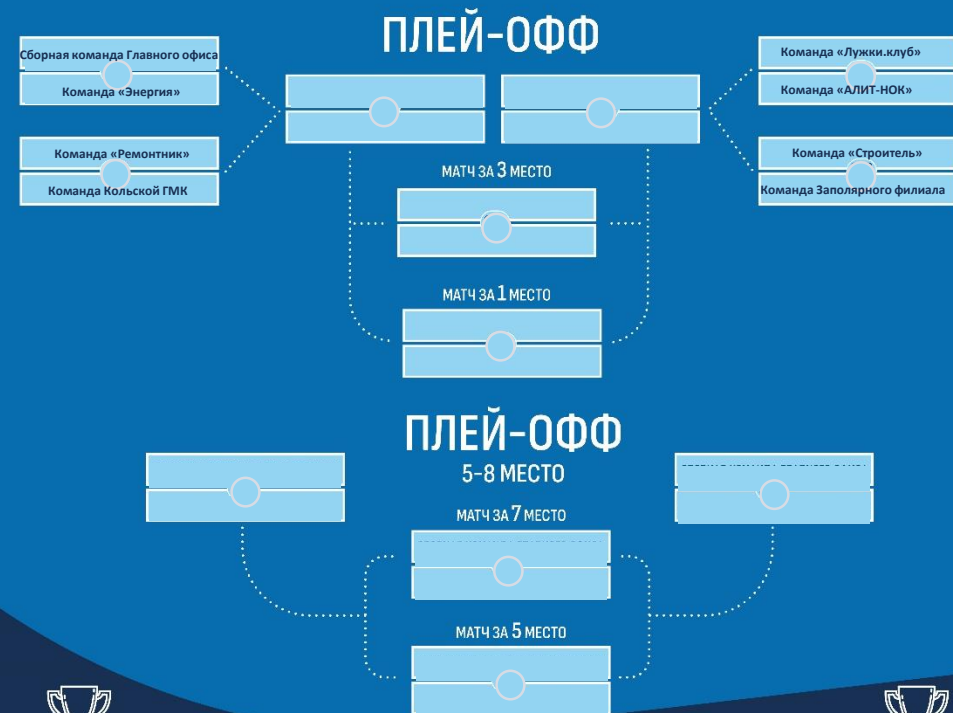 ПЛЕЙ-ОФФ
Сборная команда Главного офиса
Команда «Энергия»
Команда «Ремонтник»
Команда Кольской ГМК
Команда «Лужки.клуб»
Команда «АЛИТ-НОК»
Команда «Строитель»
Команда Заполярного филиала
МАТЧ ЗА 3 МЕСТО
МАТЧ ЗА 1 МЕСТО
ПЛЕЙ-ОФФ
5-8 МЕСТО
МАТЧ ЗА 7 МЕСТО
МАТЧ ЗА 5 МЕСТО